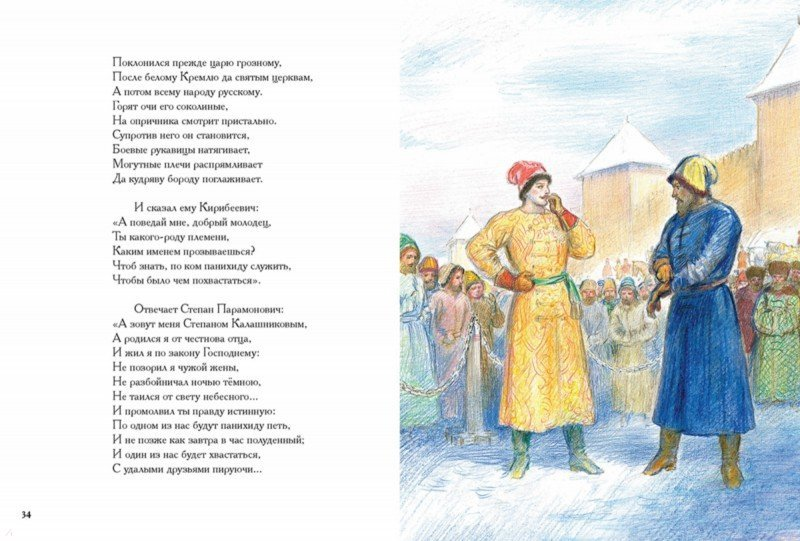 Поклонился прежде царю грозному,
После белому Кремлю да святым церквам,
А потом всему народу русскому.
Горят очи его соколиные,
На опричника смотрит пристально.
Супротив него он становится,
Боевые рукавицы натягивает,
Могутные плечи распрямливает
Да кудряву бороду поглаживает.
И сказал ему Кирибеевич:
«А поведай мне, добрый молодец,
Ты какого-роду племени,
Каким именем прозываешься?
Чтоб знать, по ком панихиду служить,
Чтобы было чем похвастаться».
Отвечает Степан Парамонович:
«А зовут меня Степаном Калашниковым,
А родился я от честнова отца,
И жил я по закону Господнему:
Не позорил я чужой жены,
Не разбойничал ночью тёмною,
Не таился от свету небесного...
И промолвил ты правду истинную:
По одном из нас будут панихиду петь,
И не позже как завтра в час полуденный;
И один из нас будет хвастаться,
С удалыми друзьями пируючи...
34